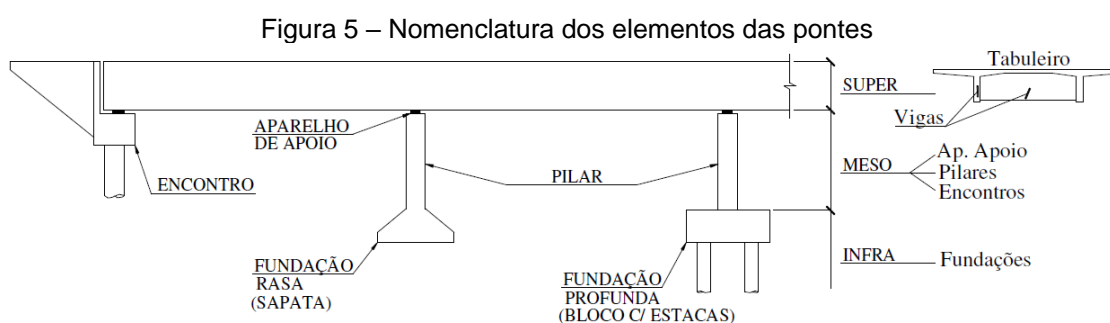 Figura 5 – Nomenclatura dos elementos das pontes
Tabuleiro
SUPER
Vigas
APARELHO
DE APOIO
ENCONTRO
PILAR
MESO
Ap. Apoio
Pilares
Encontros
FUNDAÇÃO
RASA
(SAPATA)
FUNDAÇÃO
PROFUNDA
(BLOCO C/ ESTACAS)
INFRA
Fundações